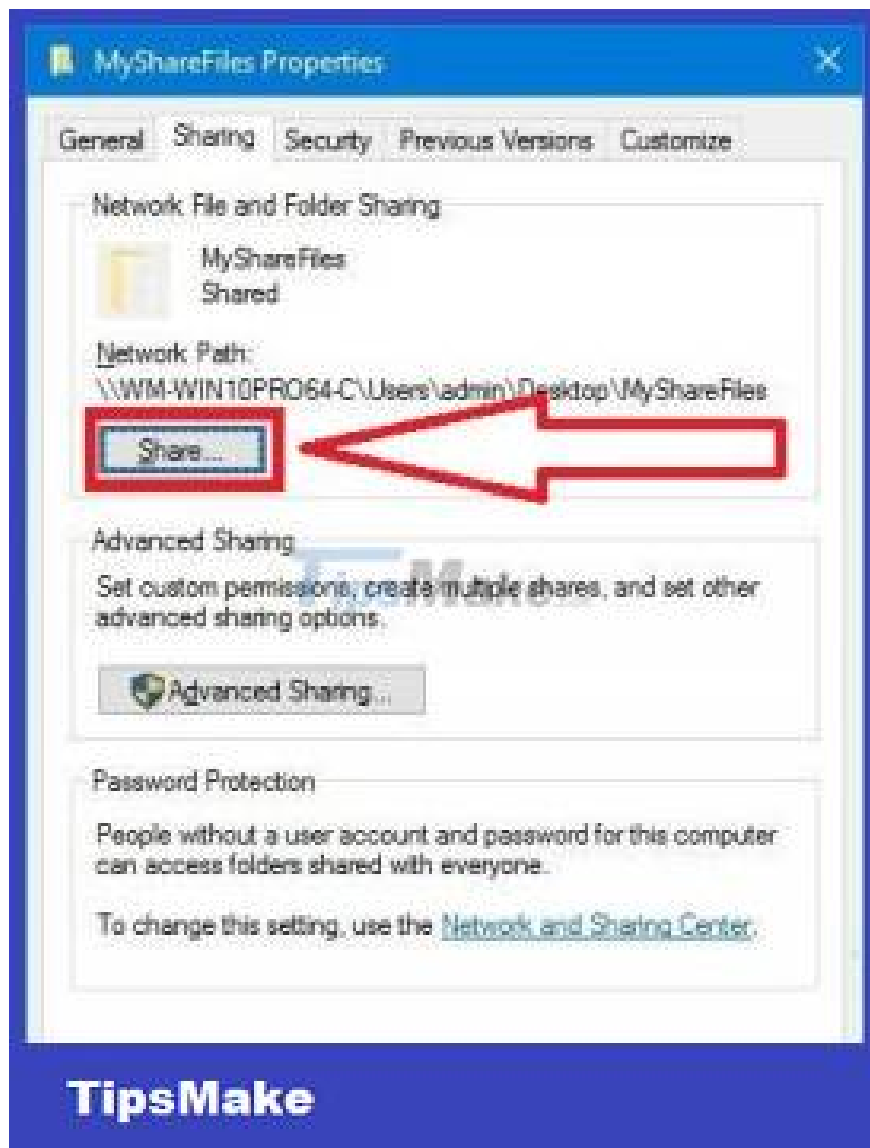 MyShareFiles Properties
General Sharing Security Previous Versions Customize
Network File and Folder Sharing
MyShareFiles
Shared
Network Path:
\\WM-WIN10PRO64-C\Users\admin\Desktop\MyShareFiles
Share...
Advanced Sharing
Set custom permissions, create multiple shares, and set other
advanced sharing options.
TipsMake
Advanced Sharing...
Password Protection
People without a user account and password for this computer
can access folders shared with everyone.
To change this setting, use the Network and Sharing Center.
TipsMake